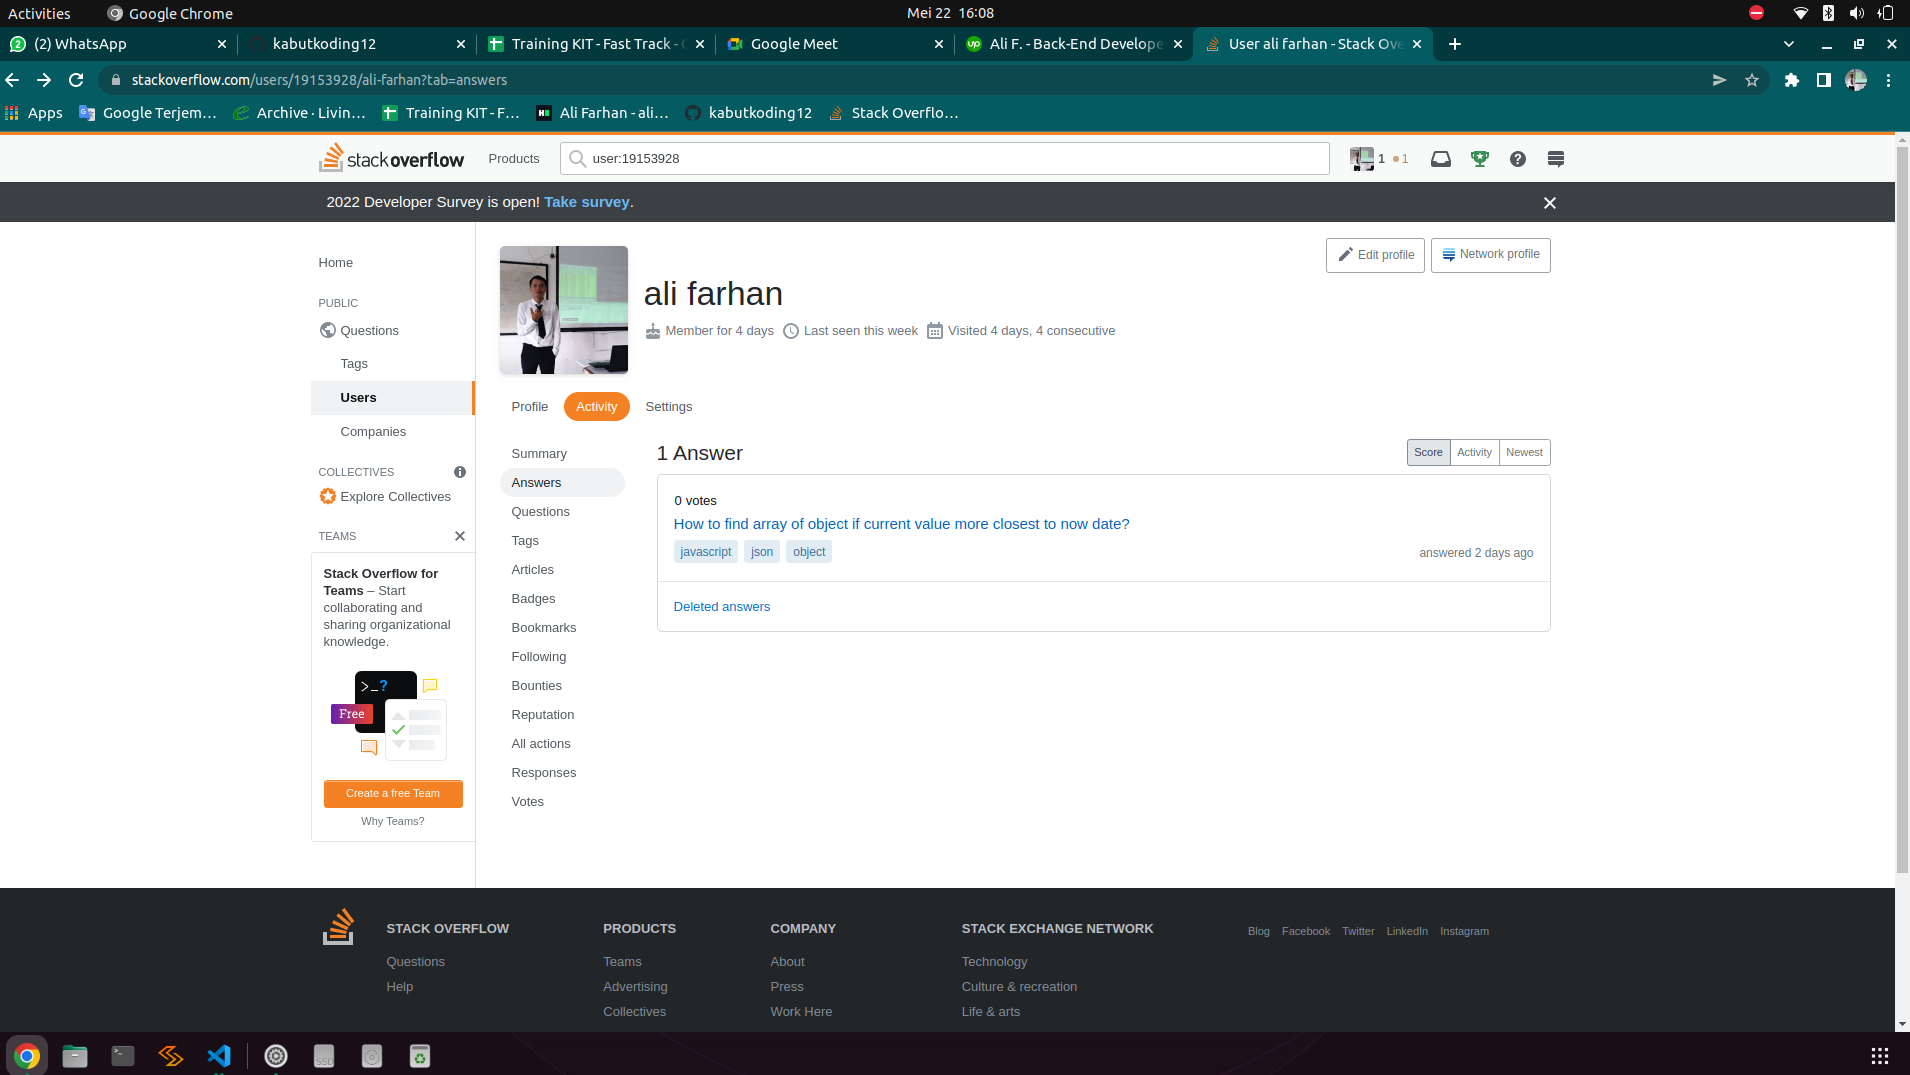 Activities
Google Chrome
Mei 22 16:08
(2) WhatsApp
kabutkoding12
Training KIT - Fast Track -
Google Meet
Ali F. - Back-End Develope
User ali farhan - Stack Ove
stackoverflow.com/users/19153928/ali-farhan?tab=answers
Apps
Google Terjem…
Archive · Livin…
Training KIT - F…
Ali Farhan - ali…
kabutkoding12
Stack Overflo…
stackoverflow
Products
user:19153928
1
1
2022 Developer Survey is open! Take survey.
Home
PUBLIC
Questions
Tags
Users
Companies
COLLECTIVES
Explore Collectives
TEAMS
Stack Overflow for
Teams – Start
collaborating and
sharing organizational
knowledge.
>_?
Free
Create a free Team
Why Teams?
Edit profile
Network profile
ali farhan
Member for 4 days
Last seen this week
Visited 4 days, 4 consecutive
Profile
Activity
Settings
Summary
Answers
Questions
Tags
Articles
Badges
Bookmarks
Following
Bounties
Reputation
All actions
Responses
Votes
1 Answer
Score
Activity
Newest
0 votes
How to find array of object if current value more closest to now date?
javascript
json
object
answered 2 days ago
Deleted answers
STACK OVERFLOW
Questions
Help
PRODUCTS
Teams
Advertising
Collectives
COMPANY
About
Press
Work Here
STACK EXCHANGE NETWORK
Technology
Culture & recreation
Life & arts
Blog
Facebook
Twitter
LinkedIn
Instagram
SSD